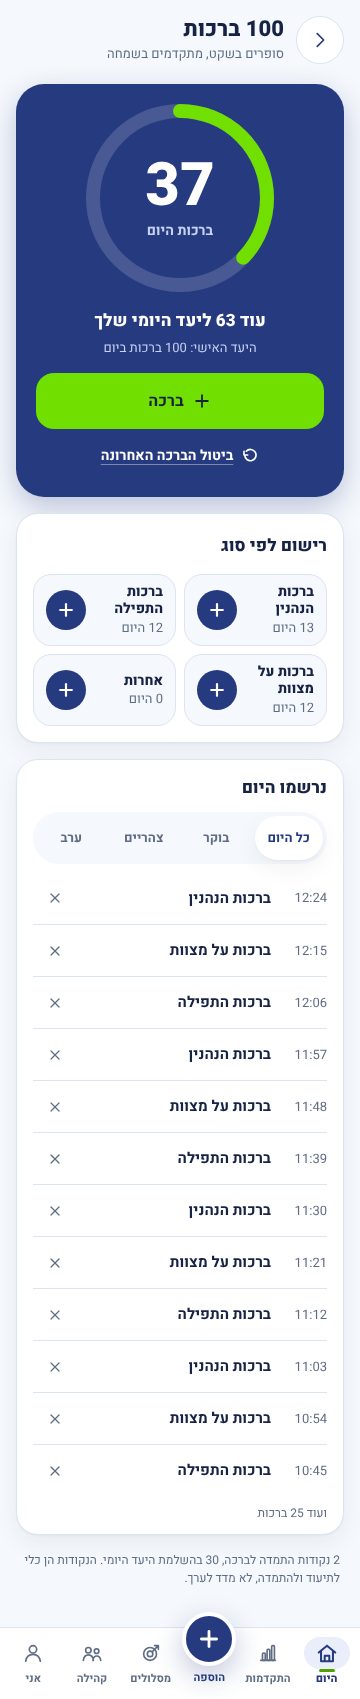 100 ברכות
סופרים בשקט, מתקדמים בשמחה
37
ברכות היום
עוד 63 ליעד היומי שלך
היעד האישי: 100 ברכות ביום
ברכה
ביטול הברכה האחרונה
רישום לפי סוג
ברכות
הנהנין
13 היום
ברכות
התפילה
12 היום
ברכות על
מצוות
12 היום
אחרות
0 היום
נרשמו היום
כל היום בוקר צהריים ערב
12:24 ברכות הנהנין
12:15 ברכות על מצוות
12:06 ברכות התפילה
11:57 ברכות הנהנין
11:48 ברכות על מצוות
11:39 ברכות התפילה
11:30 ברכות הנהנין
11:21 ברכות על מצוות
11:12 ברכות התפילה
11:03 ברכות הנהנין
10:54 ברכות על מצוות
10:45 ברכות התפילה
ועוד 25 ברכות
2 נקודות התמדה לברכה, 30 בהשלמת היעד היומי. הנקודות הן כלי
לתיעוד ולהתמדה, לא מדד לערך.
היום התקדמות הוספה מסלולים קהילה אני